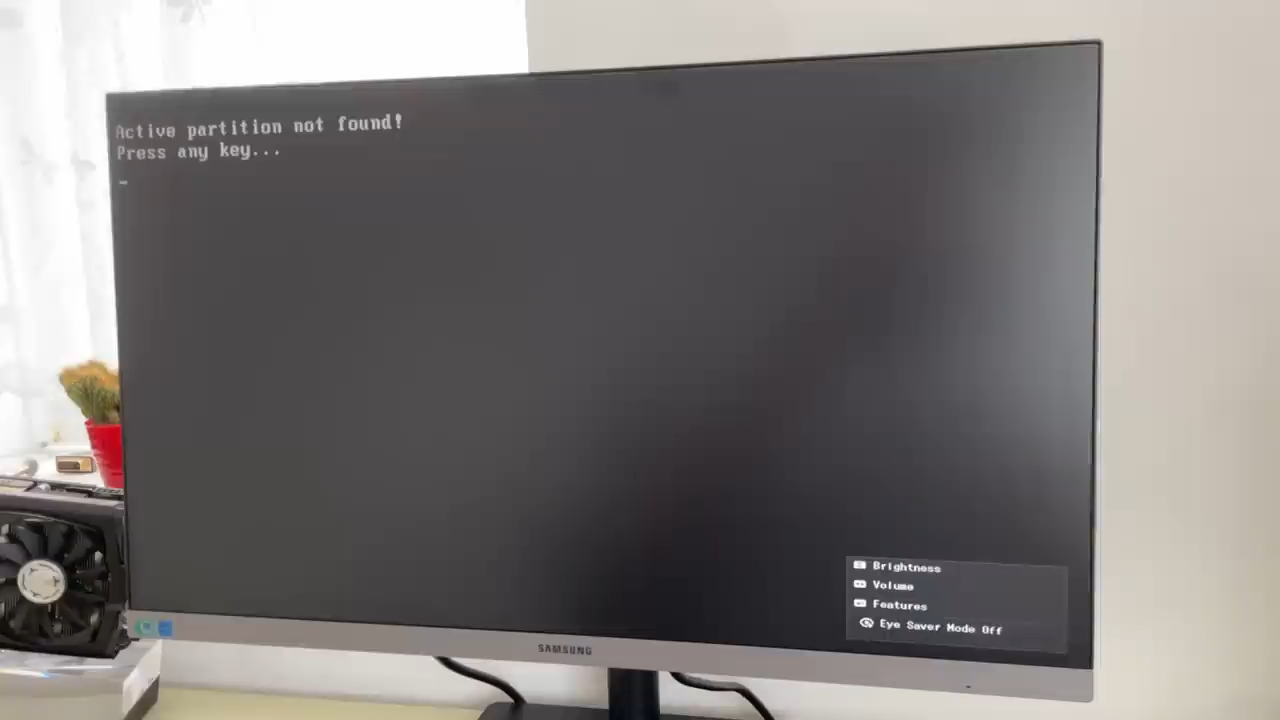 Active partition not found!
Press any key...
Brightness
Volume
Features
Eye Saver Mode Off
SAMSUNG